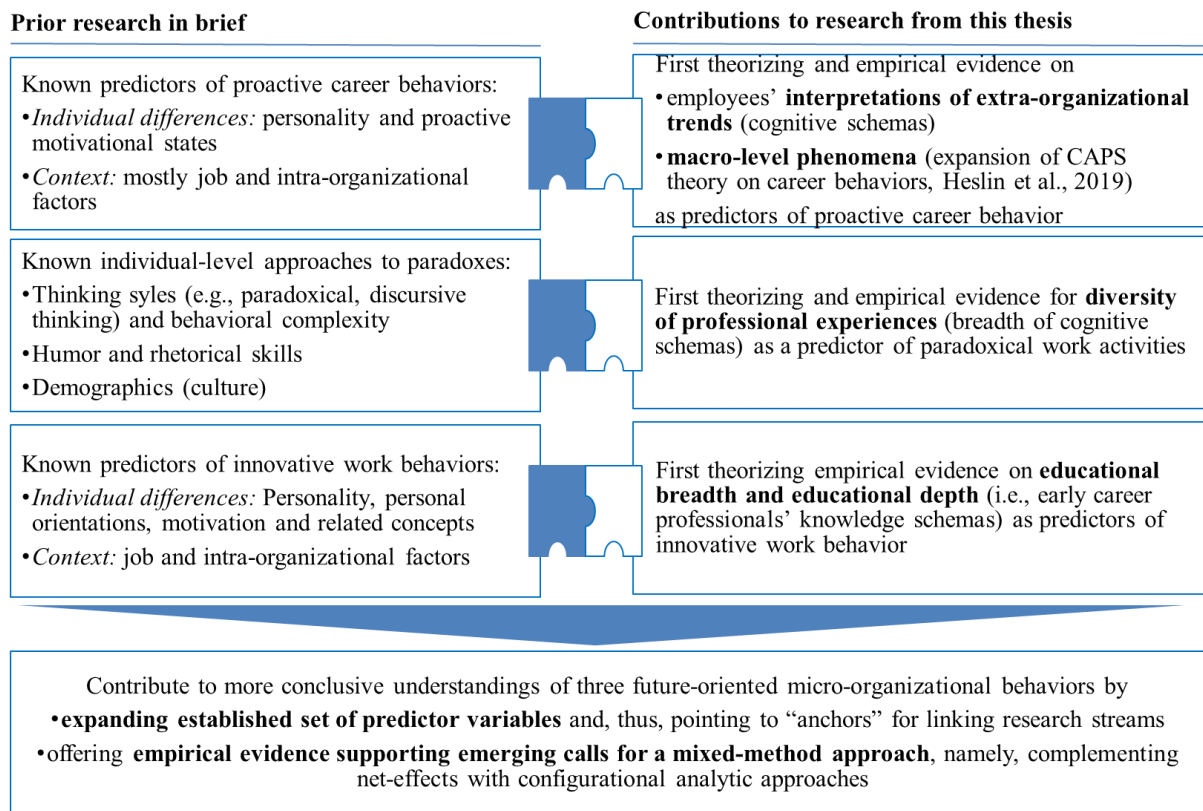 Prior research in brief
Contributions to research from this thesis
Known predictors of proactive career behaviors:
•Individual differences: personality and proactive
motivational states
•Context: mostly job and intra-organizational
factors
First theorizing and empirical evidence on
•employees’ interpretations of extra-organizational
trends (cognitive schemas)
•macro-level phenomena (expansion of CAPS
theory on career behaviors, Heslin et al., 2019)
as predictors of proactive career behavior
Known individual-level approaches to paradoxes:
•Thinking syles (e.g., paradoxical, discursive
thinking) and behavioral complexity
•Humor and rhetorical skills
•Demographics (culture)
First theorizing and empirical evidence for diversity
of professional experiences (breadth of cognitive
schemas) as a predictor of paradoxical work activities
Known predictors of innovative work behaviors:
•Individual differences: Personality, personal
orientations, motivation and related concepts
•Context: job and intra-organizational factors
First theorizing empirical evidence on educational
breadth and educational depth (i.e., early career
professionals’ knowledge schemas) as predictors of
innovative work behavior
Contribute to more conclusive understandings of three future-oriented micro-organizational behaviors by
•expanding established set of predictor variables and, thus, pointing to “anchors” for linking research streams
•offering empirical evidence supporting emerging calls for a mixed-method approach, namely, complementing
net-effects with configurational analytic approaches